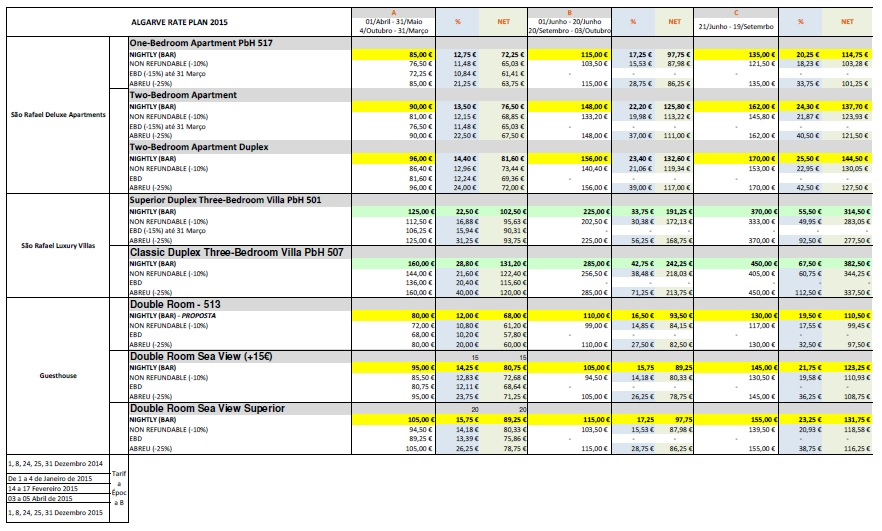 ALGARVE RATE PLAN 2015 A % NET B % NET C % NET
01/Abril - 31/Maio 01/Junho - 20/Junho 21/Junho - 19/Setemrbo
4/Outubro - 31/Março 20/Setembro - 03/Outubro
São Rafael Deluxe Apartments
One-Bedroom Apartment PbH 517
NIGHTLY (BAR) 85,00 € 12,75 € 72,25 € 115,00 € 17,25 € 97,75 € 135,00 € 20,25 € 114,75 €
NON REFUNDABLE (-10%) 76,50 € 11,48 € 65,03 € 103,50 € 15,53 € 87,98 € 121,50 € 18,23 € 103,28 €
EBD (-15%) até 31 Março 72,25 € 10,84 € 61,41 € - - - - - -
ABREU (-25%) 85,00 € 21,25 € 63,75 € 115,00 € 28,75 € 86,25 € 135,00 € 33,75 € 101,25 €
Two-Bedroom Apartment
NIGHTLY (BAR) 90,00 € 13,50 € 76,50 € 148,00 € 22,20 € 125,80 € 162,00 € 24,30 € 137,70 €
NON REFUNDABLE (-10%) 81,00 € 12,15 € 68,85 € 133,20 € 19,98 € 113,22 € 145,80 € 21,87 € 123,93 €
EBD (-15%) até 31 Março 76,50 € 11,48 € 65,03 € - - - - - -
ABREU (-25%) 90,00 € 22,50 € 67,50 € 148,00 € 37,00 € 111,00 € 162,00 € 40,50 € 121,50 €
Two-Bedroom Apartment Duplex
NIGHTLY (BAR) 96,00 € 14,40 € 81,60 € 156,00 € 23,40 € 132,60 € 170,00 € 25,50 € 144,50 €
NON REFUNDABLE (-10%) 86,40 € 12,96 € 73,44 € 140,40 € 21,06 € 119,34 € 153,00 € 22,95 € 130,05 €
EBD 81,60 € 12,24 € 69,36 € - - - - - -
ABREU (-25%) 96,00 € 24,00 € 72,00 € 156,00 € 39,00 € 117,00 € 170,00 € 42,50 € 127,50 €
São Rafael Luxury Villas
Superior Duplex Three-Bedroom Villa PbH 501
NIGHTLY (BAR) 125,00 € 22,50 € 102,50 € 225,00 € 33,75 € 191,25 € 370,00 € 55,50 € 314,50 €
NON REFUNDABLE (-10%) 112,50 € 16,88 € 95,63 € 202,50 € 30,38 € 172,13 € 333,00 € 49,95 € 283,05 €
EBD (-15%) até 31 Março 106,25 € 15,94 € 90,31 € - - - - - -
ABREU (-25%) 125,00 € 31,25 € 93,75 € 225,00 € 56,25 € 168,75 € 370,00 € 92,50 € 277,50 €
Classic Duplex Three-Bedroom Villa PbH 507
NIGHTLY (BAR) 160,00 € 28,80 € 131,20 € 285,00 € 42,75 € 242,25 € 450,00 € 67,50 € 382,50 €
NON REFUNDABLE (-10%) 144,00 € 21,60 € 122,40 € 256,50 € 38,48 € 218,03 € 405,00 € 60,75 € 344,25 €
EBD 136,00 € 20,40 € 115,60 € - - - - - -
ABREU (-25%) 160,00 € 40,00 € 120,00 € 285,00 € 71,25 € 213,75 € 450,00 € 112,50 € 337,50 €
Guesthouse
Double Room - 513
NIGHTLY (BAR) - PROPOSTA 80,00 € 12,00 € 68,00 € 110,00 € 16,50 € 93,50 € 130,00 € 19,50 € 110,50 €
NON REFUNDABLE (-10%) 72,00 € 10,80 € 61,20 € 99,00 € 14,85 € 84,15 € 117,00 € 17,55 € 99,45 €
EBD 68,00 € 10,20 € 57,80 € - - - - - -
ABREU (-25%) 80,00 € 20,00 € 60,00 € 110,00 € 27,50 € 82,50 € 130,00 € 32,50 € 97,50 €
Double Room Sea View (+15€) 15 15
NIGHTLY (BAR) 95,00 € 14,25 € 80,75 € 105,00 € 15,75 89,25 145,00 € 21,75 € 123,25 €
NON REFUNDABLE (-10%) 85,50 € 12,83 € 72,68 € 94,50 € 14,18 € 80,33 € 130,50 € 19,58 € 110,93 €
EBD 80,75 € 12,11 € 68,64 € - - - - - -
ABREU (-25%) 95,00 € 23,75 € 71,25 € 105,00 € 26,25 € 78,75 € 145,00 € 36,25 € 108,75 €
Double Room Sea View Superior 20 20
NIGHTLY (BAR) 105,00 € 15,75 € 89,25 € 115,00 € 17,25 97,75 155,00 € 23,25 € 131,75 €
NON REFUNDABLE (-10%) 94,50 € 14,18 € 80,33 € 103,50 € 15,53 € 87,98 € 139,50 € 20,93 € 118,58 €
EBD 89,25 € 13,39 € 75,86 € - - - - - -
ABREU (-25%) 105,00 € 26,25 € 78,75 € 115,00 € 28,75 € 86,25 € 155,00 € 38,75 € 116,25 €
1, 8, 24, 25, 31 Dezembro 2014
De 1 a 4 de Janeiro de 2015
14 a 17 Fevereiro 2015
03 a 05 Abril de 2015
1, 8, 24, 25, 31 Dezembro 2015
Tarif
a
Époc
a B